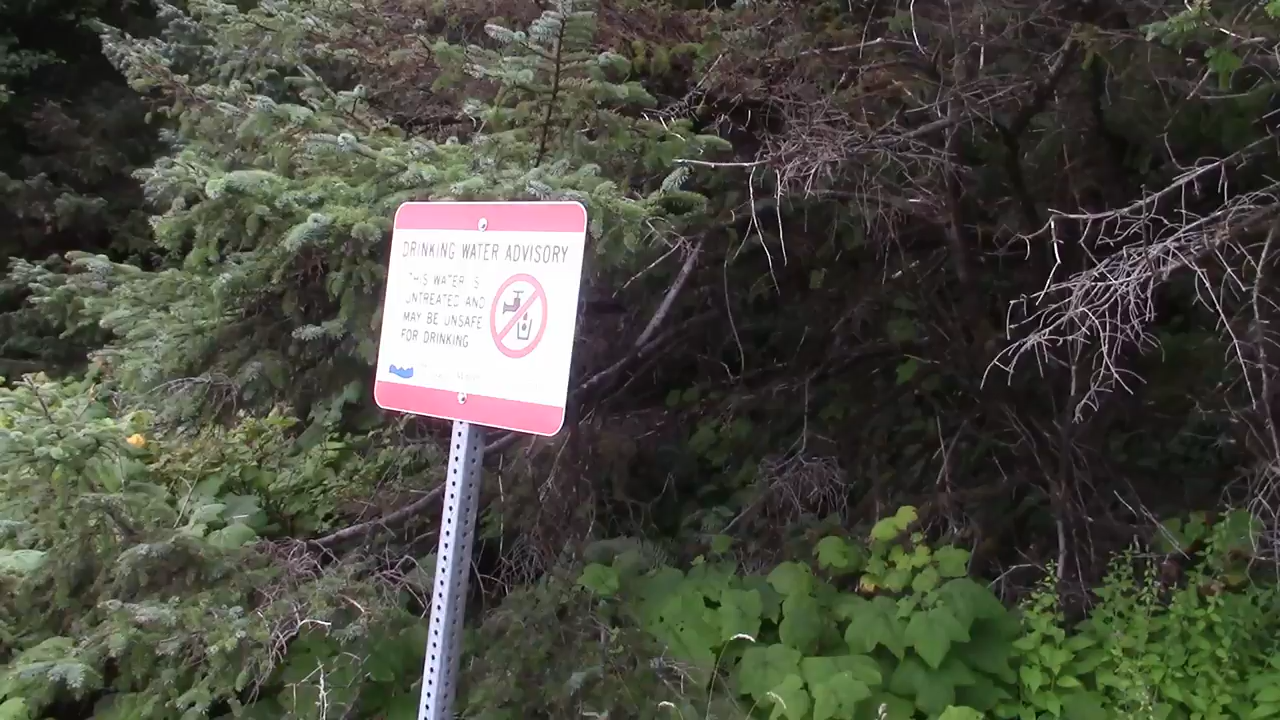 DRINKING WATER ADVISORY
THIS WATER IS
UNTREATED AND
MAY BE UNSAFE
FOR DRINKING